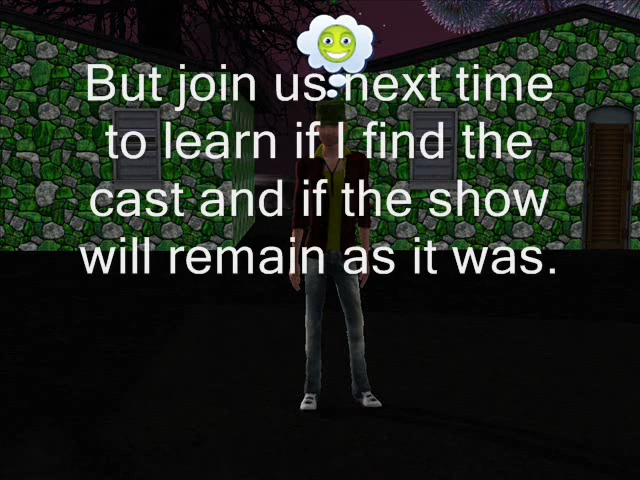 But join us next time
to learn if I find the
cast and if the show
will remain as it was.